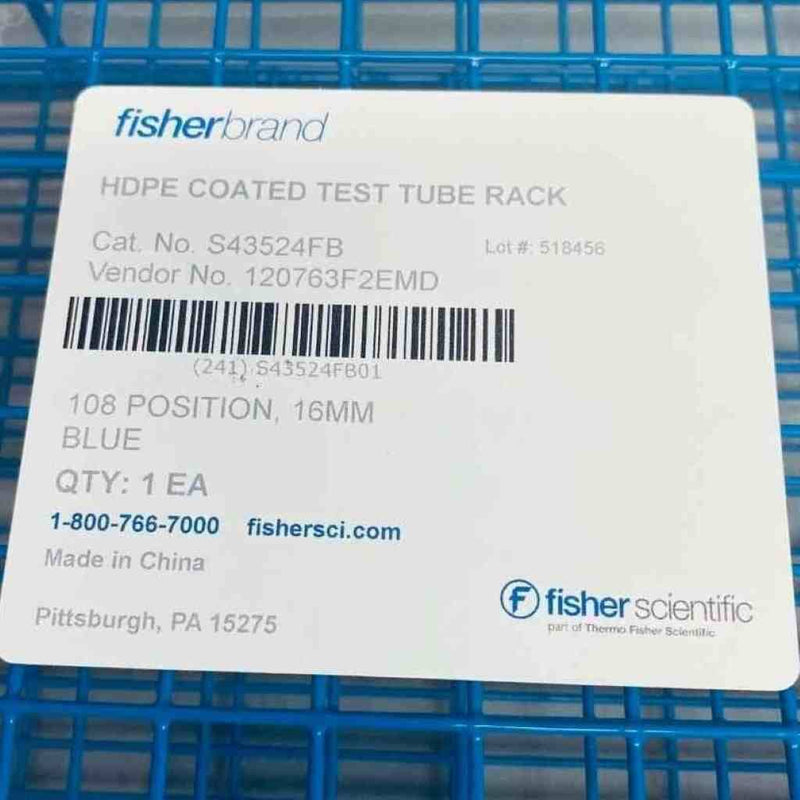 fisherbrand
HDPE COATED TEST TUBE RACK
Cat. No. S43524FB
Lot #: 518456
Vendor No. 120763F2EMD
(241) S43524FB01
108 POSITION, 16MM
BLUE
QTY: 1 EA
1-800-766-7000 fishersci.com
Made in China
Pittsburgh, PA 15275
f fisher scientific
part of Thermo Fisher Scientific